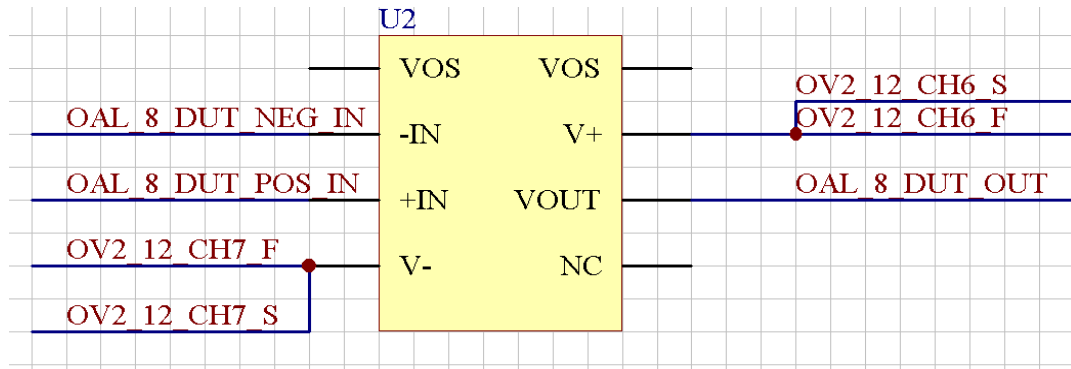 U2
VOS VOS
OV2_12_CH6_S
OAL_8_DUT_NEG_IN -IN V+ OV2_12_CH6_F
OAL_8_DUT_POS_IN +IN VOUT OAL_8_DUT_OUT
OV2_12_CH7_F V- NC
OV2_12_CH7_S